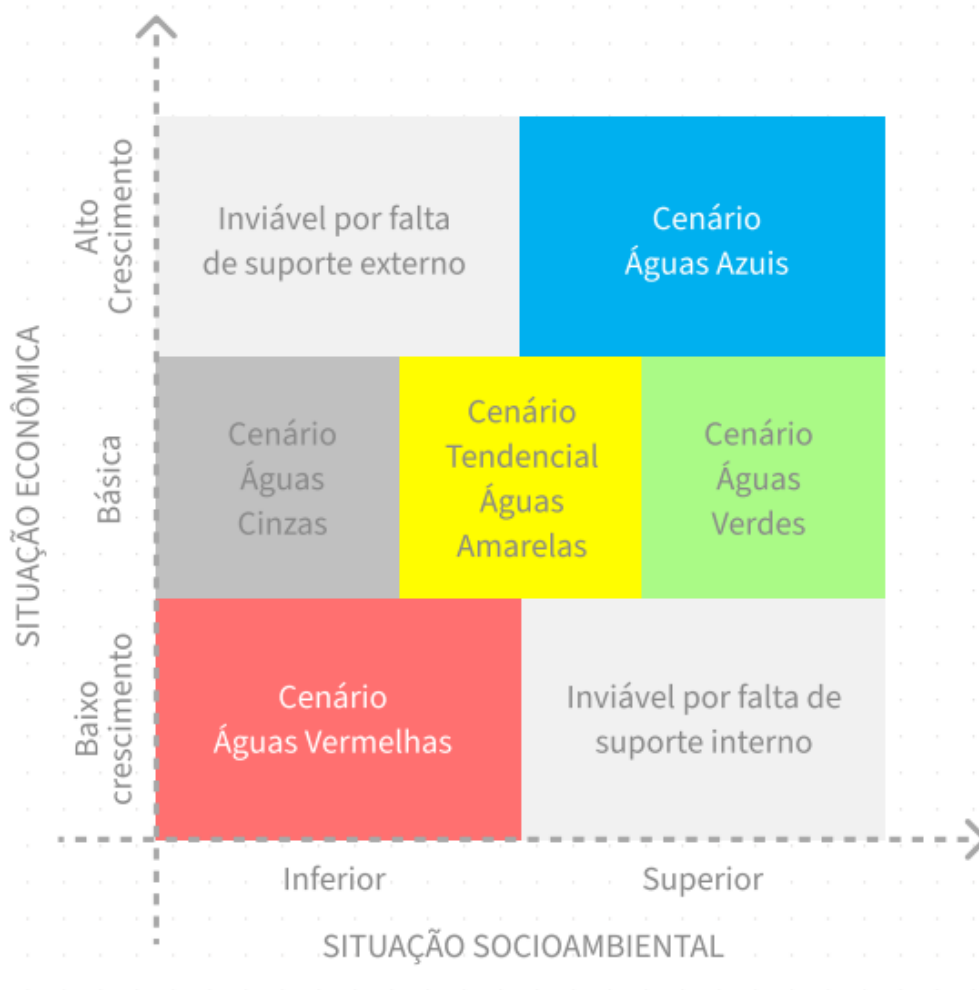 SITUAÇÃO ECONÔMICA
Alto
Crescimento
Inviável por falta
de suporte externo
Cenário
Águas Azuis
Básica
Cenário
Águas
Cinzas
Cenário
Tendencial
Águas
Amarelas
Cenário
Águas
Verdes
Baixo
crescimento
Cenário
Águas Vermelhas
Inviável por falta de
suporte interno
Inferior
Superior
SITUAÇÃO SOCIOAMBIENTAL